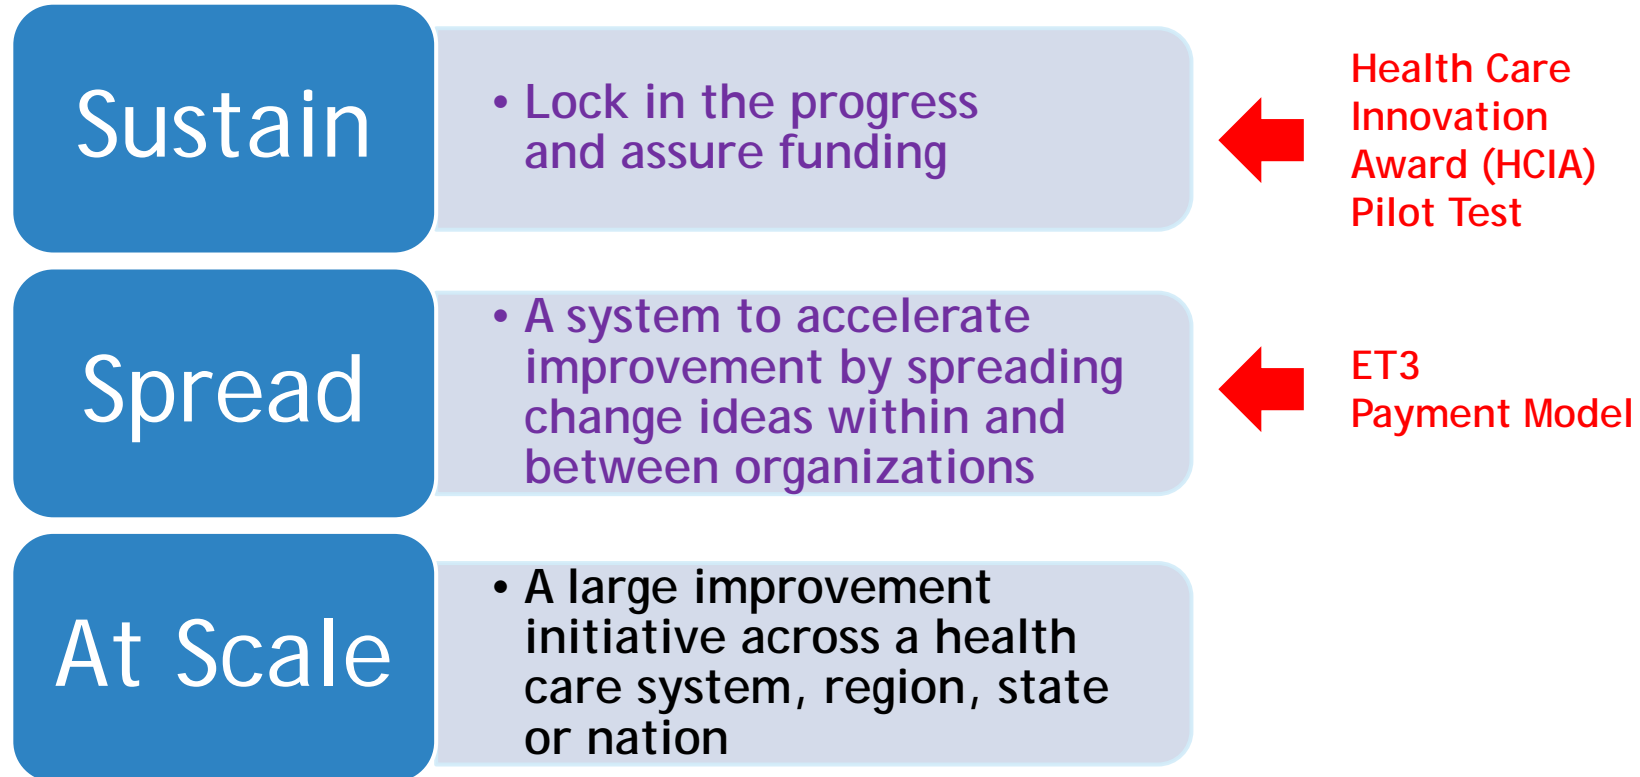 Sustain
• Lock in the progress
and assure funding
Health Care
Innovation
Award (HCIA)
Pilot Test
Spread
• A system to accelerate
improvement by spreading
change ideas within and
between organizations
ET3
Payment Model
At Scale
• A large improvement
initiative across a health
care system, region, state
or nation